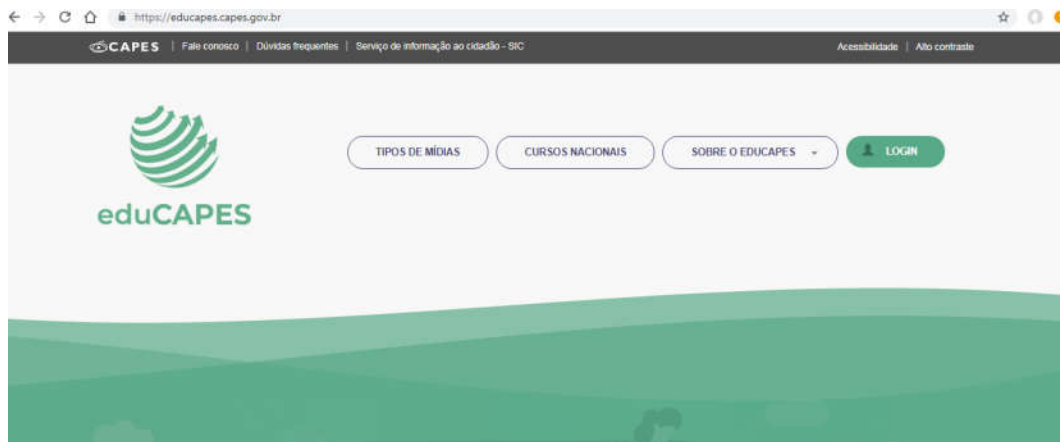 https://educapes.capes.gov.br
CAPES | Fale conosco | Dúvidas frequentes | Serviço de informação ao cidadão - SIC Acessibilidade | Alto contraste
TIPOS DE MÍDIAS CURSOS NACIONAIS SOBRE O EDUCAPES LOGIN
eduCAPES